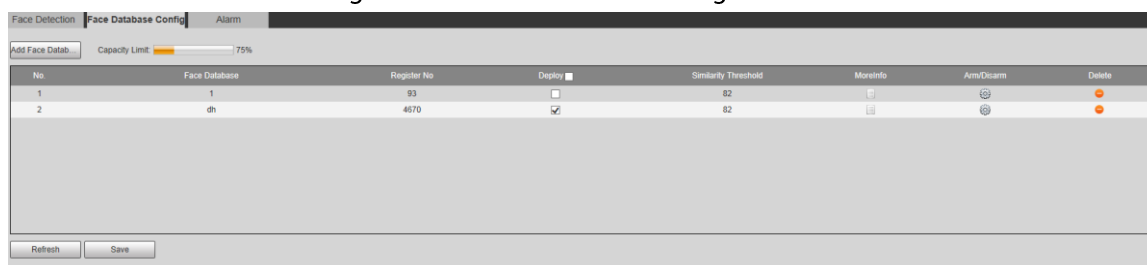 Face Detection Face Database Config Alarm
Add Face Datab... Capacity Limit: 75%
No. Face Database Register No Deploy Similarity Threshold MoreInfo Arm/Disarm Delete
1 1 93 82
2 dh 4670 82
Refresh Save